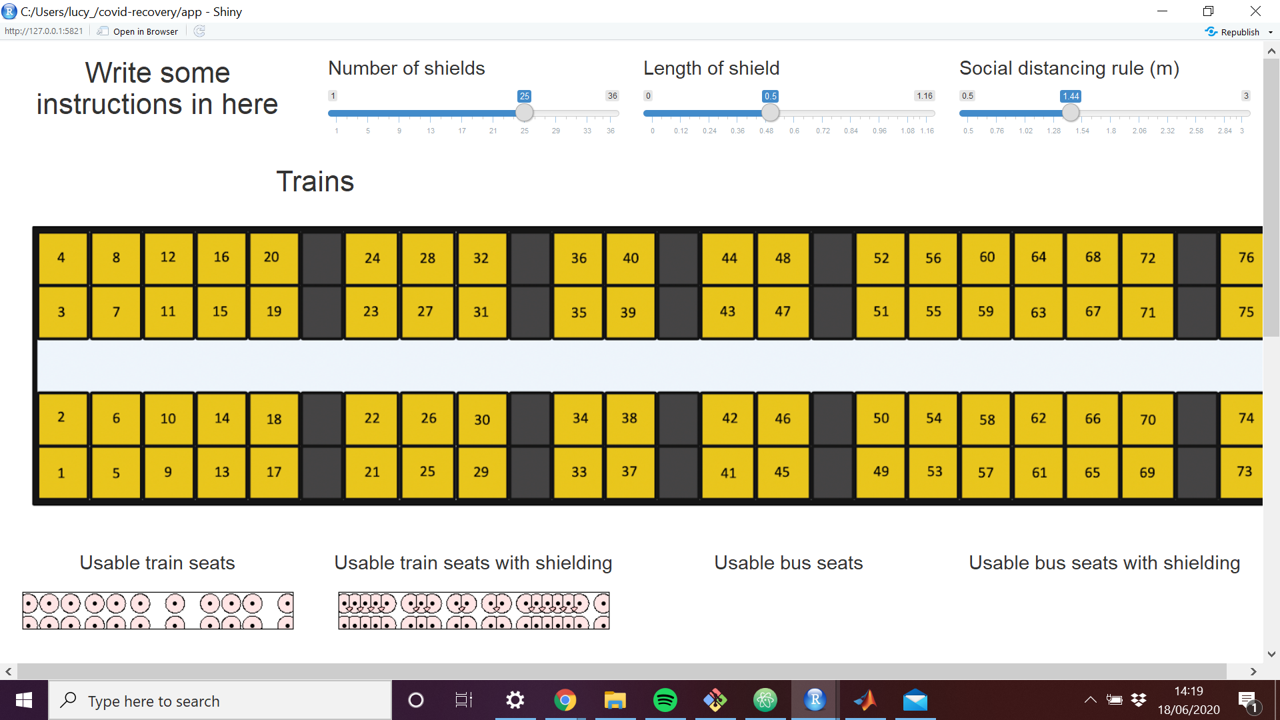 C:/Users/lucy_/covid-recovery/app - Shiny
http://127.0.0.1:5821 Open in Browser Republish
Write some
instructions in here
Number of shields
1 25 36
1 5 9 13 17 21 25 29 33 36
Length of shield
0 0.5 1.16
0 0.12 0.24 0.36 0.48 0.6 0.72 0.84 0.96 1.08 1.16
Social distancing rule (m)
0.5 1.44 3
0.5 0.76 1.02 1.28 1.54 1.8 2.06 2.32 2.58 2.84 3
Trains
4 8 12 16 20 24 28 32 36 40 44 48 52 56 60 64 68 72 76
3 7 11 15 19 23 27 31 35 39 43 47 51 55 59 63 67 71 75
2 6 10 14 18 22 26 30 34 38 42 46 50 54 58 62 66 70 74
1 5 9 13 17 21 25 29 33 37 41 45 49 53 57 61 65 69 73
Usable train seats Usable train seats with shielding Usable bus seats Usable bus seats with shielding
Type here to search
14:19
18/06/2020
1